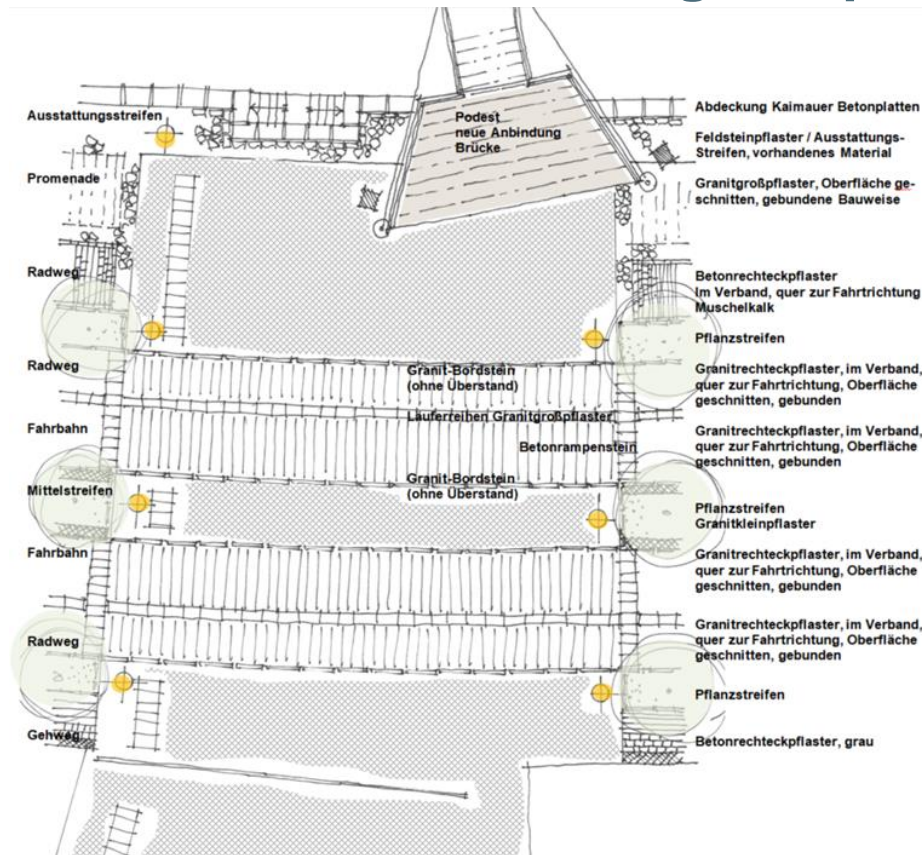 Ausstattungsstreifen
Promenade
Radweg
Radweg
Fahrbahn
Mittelstreifen
Fahrbahn
Radweg
Gehweg
Podest
neue Anbindung
Brücke
Granit-Bordstein
(ohne Überstand)
Läuferreihen Granitgroßpflaster
Betonrampenstein
Granit-Bordstein
(ohne Überstand)
Abdeckung Kaimauer Betonplatten
Feldsteinpflaster / Ausstattungs-
Streifen, vorhandenes Material
Granitgroßpflaster, Oberfläche ge-
schnitten, gebundene Bauweise
Betonrechteckpflaster
Im Verband, quer zur Fahrtrichtung
Muschelkalk
Pflanzstreifen
Granitrechteckpflaster, im Verband,
quer zur Fahrtrichtung, Oberfläche
geschnitten, gebunden
Granitrechteckpflaster, im Verband,
quer zur Fahrtrichtung, Oberfläche
geschnitten, gebunden
Pflanzstreifen
Granitkleinpflaster
Granitrechteckpflaster, im Verband,
quer zur Fahrtrichtung, Oberfläche
geschnitten, gebunden
Granitrechteckpflaster, im Verband,
quer zur Fahrtrichtung, Oberfläche
geschnitten, gebunden
Pflanzstreifen
Betonrechteckpflaster, grau